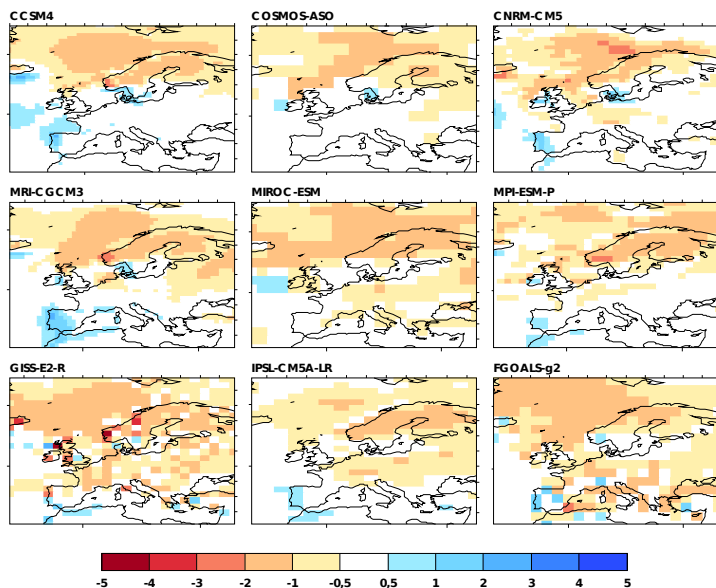 CCSM4 COSMOS-ASO CNRM-CM5
MRI-CGCM3 MIROC-ESM MPI-ESM-P
GISS-E2-R IPSL-CM5A-LR FGOALS-g2
-5 -4 -3 -2 -1 -0,5 0,5 1 2 3 4 5